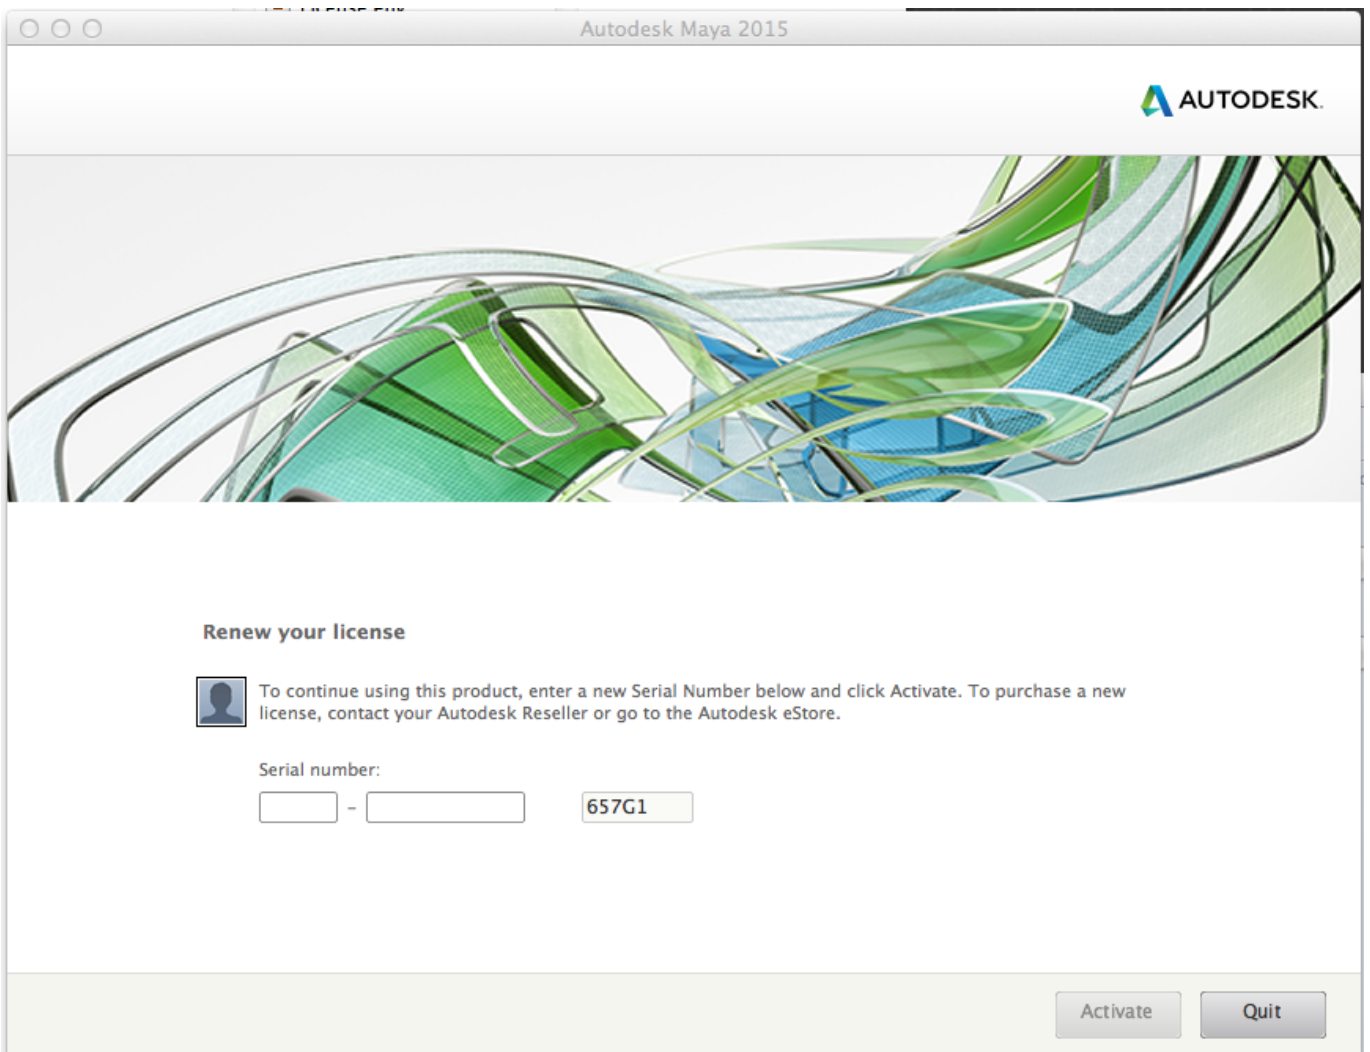 Autodesk Maya 2015
AUTODESK.
Renew your license
To continue using this product, enter a new Serial Number below and click Activate. To purchase a new
license, contact your Autodesk Reseller or go to the Autodesk eStore.
Serial number:
- 657G1
Activate Quit